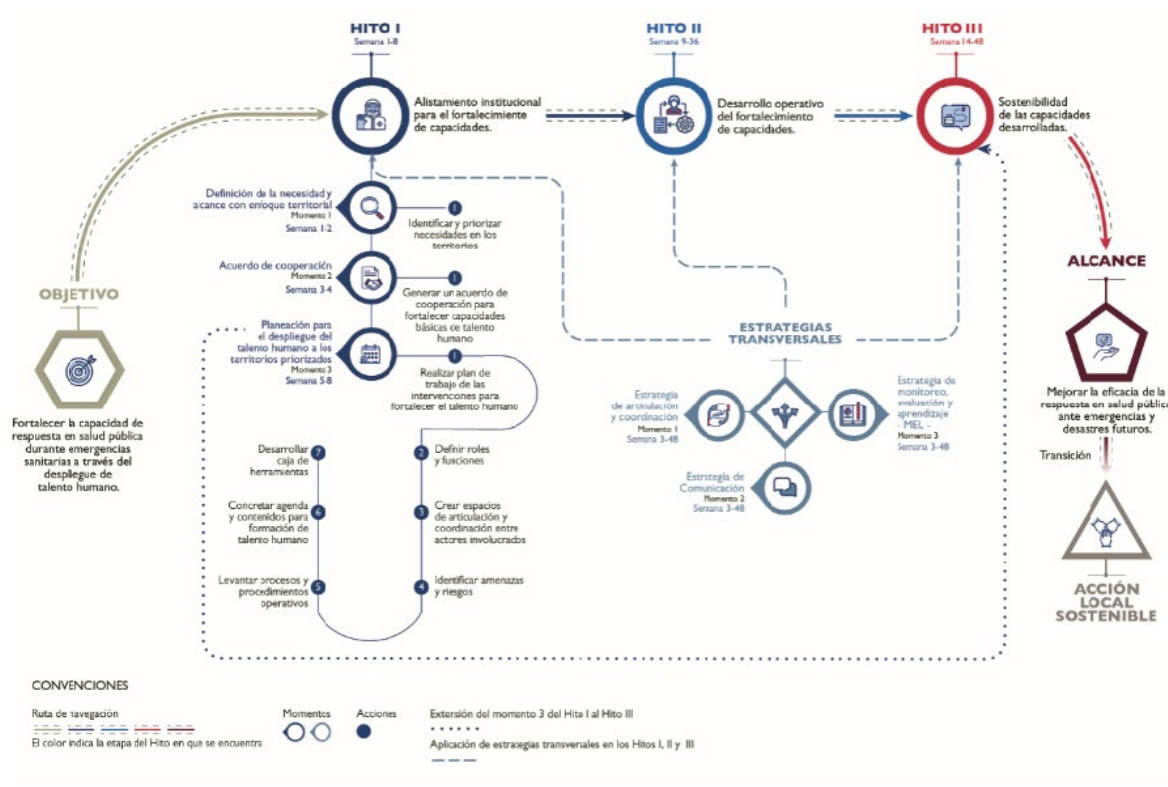 HITO I
Semana 1-8
HITO II
Semana 9-36
HITO III
Semana 14-48
Alistamiento institucional
para el fortalecimiento
de capacidades.
Desarrollo operativo
del fortalecimiento
de capacidades.
Sostenibilidad
de las capacidades
desarrolladas.
Definición de la necesidad y
alcance con enfoque territorial
Momento 1
Semana 1-2
1
Identificar y priorizar
necesidades en los
territorios
Acuerdo de cooperación
Momento 2
Semana 3-4
1
Generar un acuerdo de
cooperación para
fortalecer capacidades
básicas de talento
humano
Planeación para
el despliegue del
talento humano a los
territorios priorizados
Momento 3
Semana 5-8
1
Realizar plan de
trabajo de las
intervenciones para
fortalecer el talento humano
2
Definir roles
y funciones
3
Crear espacios
de articulación y
coordinación entre
actores involucrados
4
Identificar amenazas
y riesgos
5
Levantar procesos y
procedimientos
operativos
6
Concretar agenda
y contenidos para
formación de
talento humano
7
Desarrollar
caja de
herramientas
OBJETIVO
Fortalecer la capacidad de
respuesta en salud pública
durante emergencias
sanitarias a través del
despliegue de
talento humano.
ESTRATEGIAS
TRANSVERSALES
Estrategia
de articulación
y coordinación
Momento 1
Semana 3-48
Estrategia de
Comunicación
Momento 2
Semana 3-48
Estrategia de
monitoreo,
evaluación y
aprendizaje
- MEL -
Momento 3
Semana 3-48
ALCANCE
Mejorar la eficacia de la
respuesta en salud pública
ante emergencias y
desastres futuros.
Transición
ACCIÓN
LOCAL
SOSTENIBLE
CONVENCIONES
Ruta de navegación
El color indica la etapa del Hito en que se encuentra
Momentos
Acciones
Extensión del momento 3 del Hito I al Hito III
Aplicación de estrategias transversales en los Hitos I, II y III